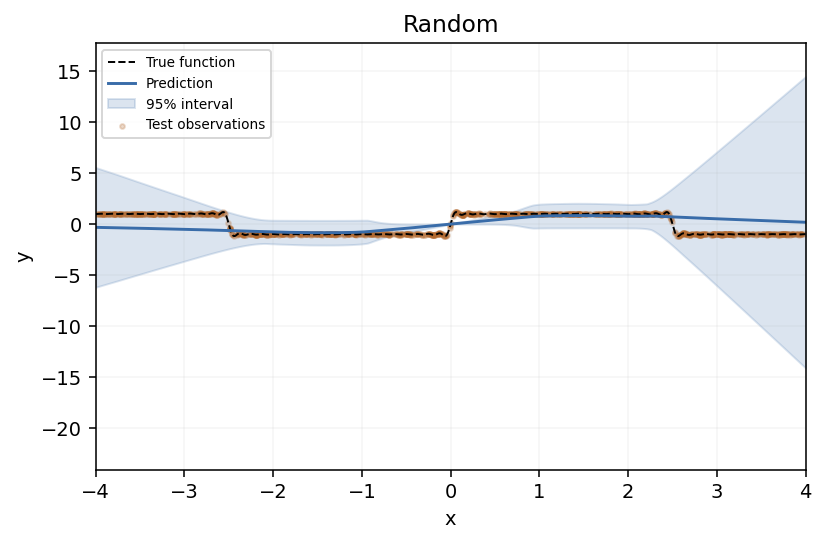 Random
True function
Prediction
95% interval
Test observations
15
10
5
0
−5
−10
−15
−20
y
−4
−3
−2
−1
0
1
2
3
4
x